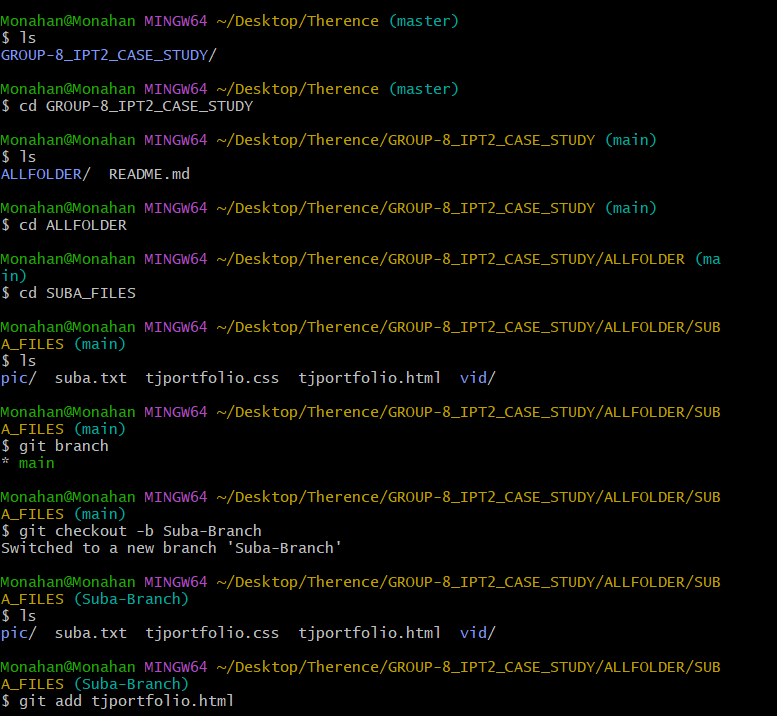 Monahan@Monahan MINGW64 ~/Desktop/Therence (master)
$ ls
GROUP-8_IPT2_CASE_STUDY/
Monahan@Monahan MINGW64 ~/Desktop/Therence (master)
$ cd GROUP-8_IPT2_CASE_STUDY
Monahan@Monahan MINGW64 ~/Desktop/Therence/GROUP-8_IPT2_CASE_STUDY (main)
$ ls
ALLFOLDER/  README.md
Monahan@Monahan MINGW64 ~/Desktop/Therence/GROUP-8_IPT2_CASE_STUDY (main)
$ cd ALLFOLDER
Monahan@Monahan MINGW64 ~/Desktop/Therence/GROUP-8_IPT2_CASE_STUDY/ALLFOLDER (ma
in)
$ cd SUBA_FILES
Monahan@Monahan MINGW64 ~/Desktop/Therence/GROUP-8_IPT2_CASE_STUDY/ALLFOLDER/SUB
A_FILES (main)
$ ls
pic/  suba.txt  tjportfolio.css  tjportfolio.html  vid/
Monahan@Monahan MINGW64 ~/Desktop/Therence/GROUP-8_IPT2_CASE_STUDY/ALLFOLDER/SUB
A_FILES (main)
$ git branch
* main
Monahan@Monahan MINGW64 ~/Desktop/Therence/GROUP-8_IPT2_CASE_STUDY/ALLFOLDER/SUB
A_FILES (main)
$ git checkout -b Suba-Branch
Switched to a new branch 'Suba-Branch'
Monahan@Monahan MINGW64 ~/Desktop/Therence/GROUP-8_IPT2_CASE_STUDY/ALLFOLDER/SUB
A_FILES (Suba-Branch)
$ ls
pic/  suba.txt  tjportfolio.css  tjportfolio.html  vid/
Monahan@Monahan MINGW64 ~/Desktop/Therence/GROUP-8_IPT2_CASE_STUDY/ALLFOLDER/SUB
A_FILES (Suba-Branch)
$ git add tjportfolio.html